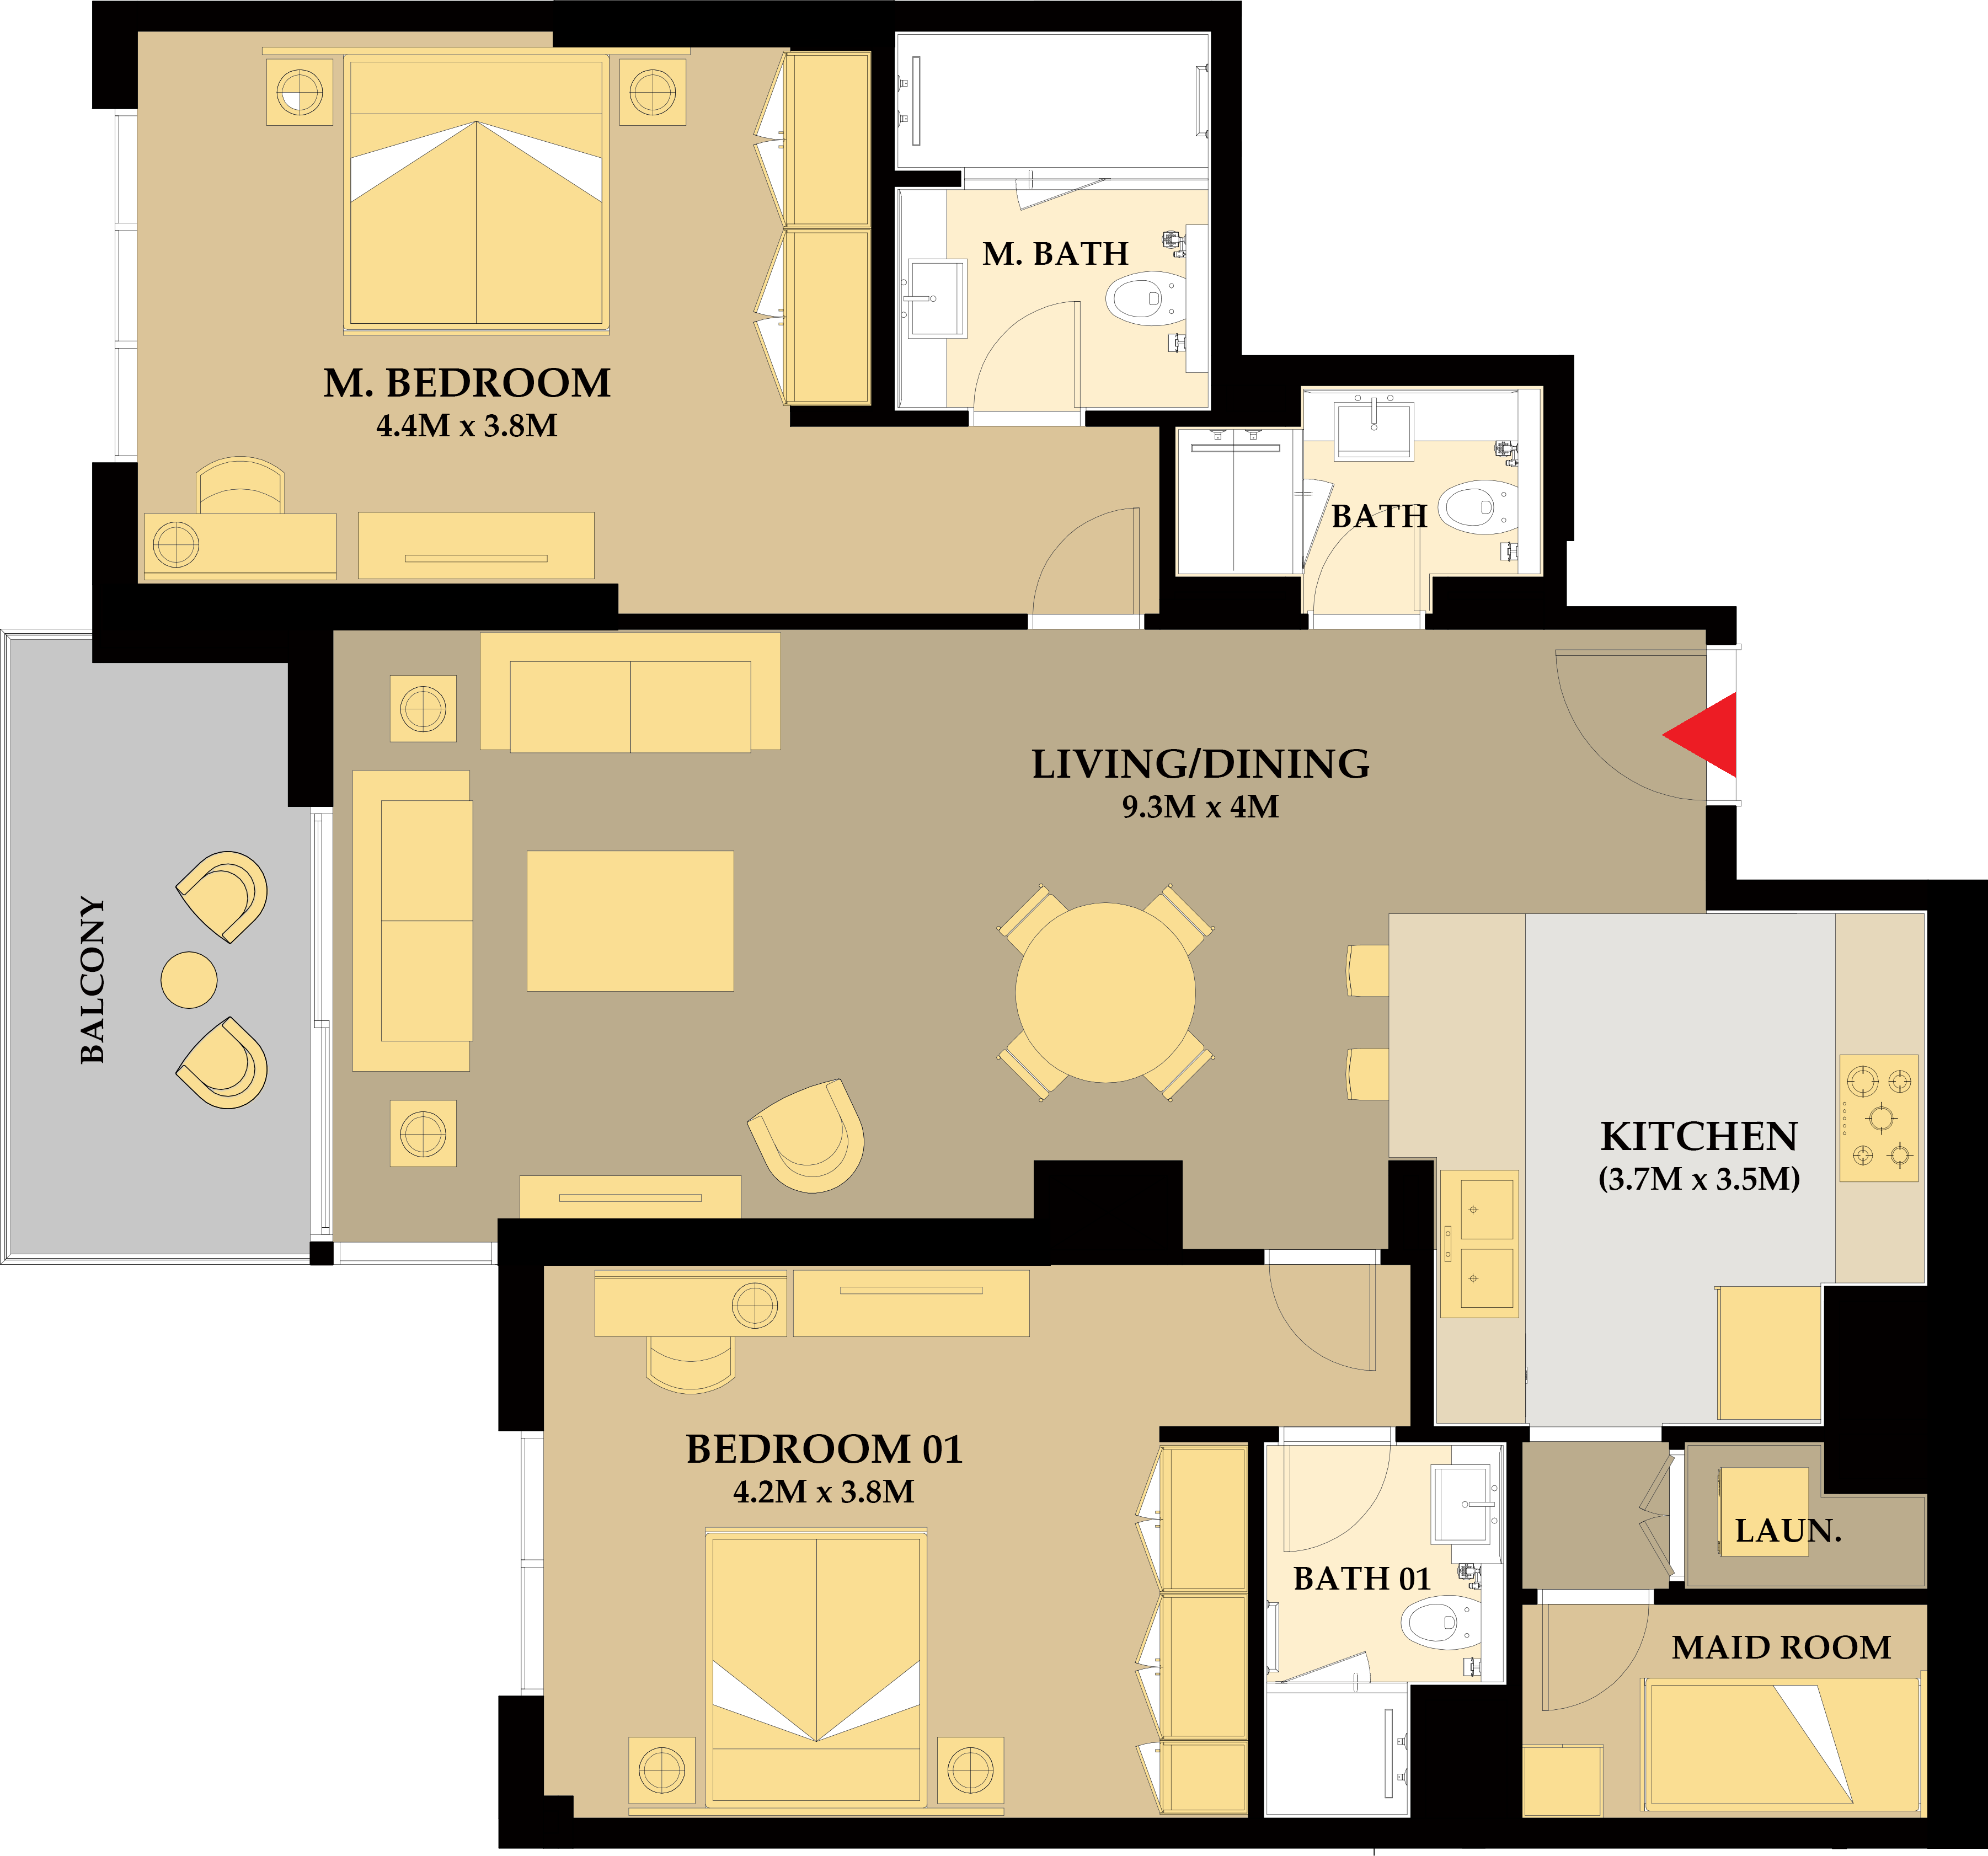 M. BATH
M. BEDROOM
4.4M x 3.8M
BATH
LIVING/DINING
9.3M x 4M
BALCONY
KITCHEN
(3.7M x 3.5M)
BEDROOM 01
4.2M x 3.8M
LAUN.
BATH 01
MAID ROOM